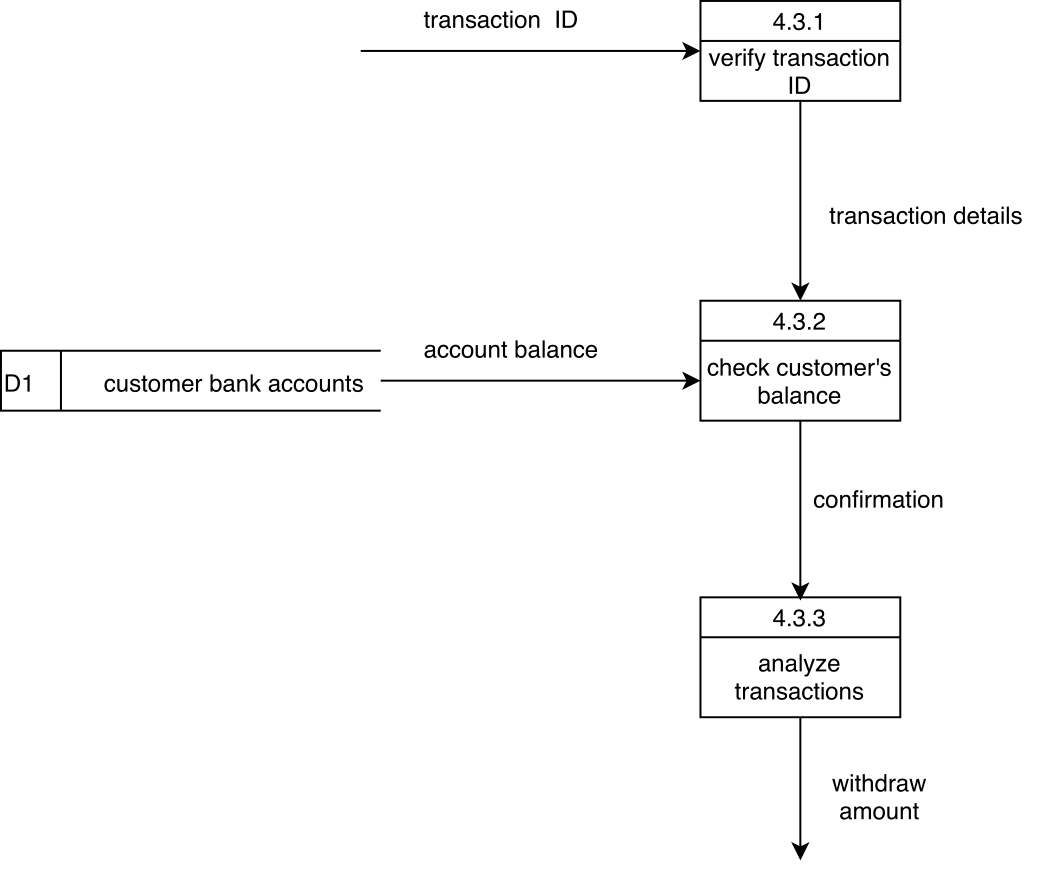 transaction ID
4.3.1
verify transaction
ID
transaction details
4.3.2
account balance
check customer's
balance
D1
customer bank accounts
confirmation
4.3.3
analyze
transactions
withdraw
amount